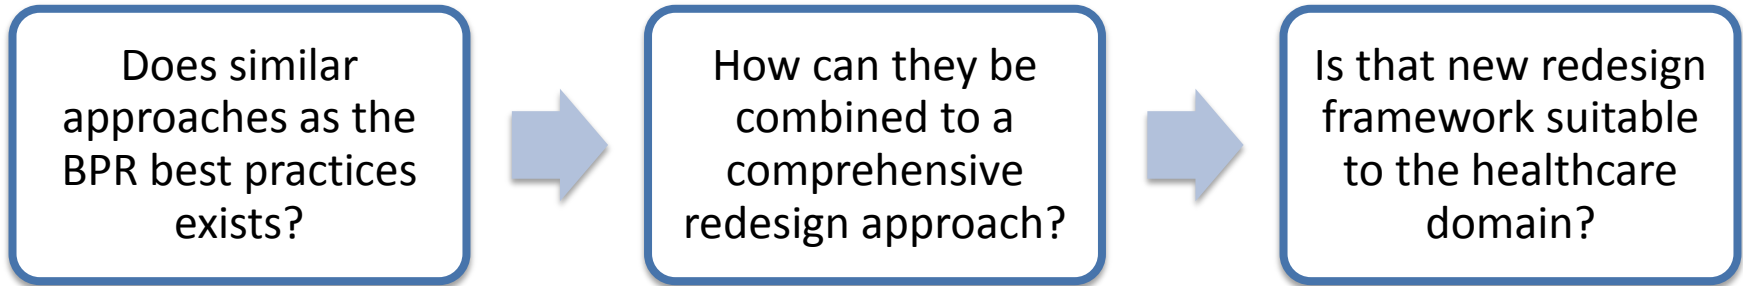 Does similar
approaches as the
BPR best practices
exists?
How can they be
combined to a
comprehensive
redesign approach?
Is that new redesign
framework suitable
to the healthcare
domain?